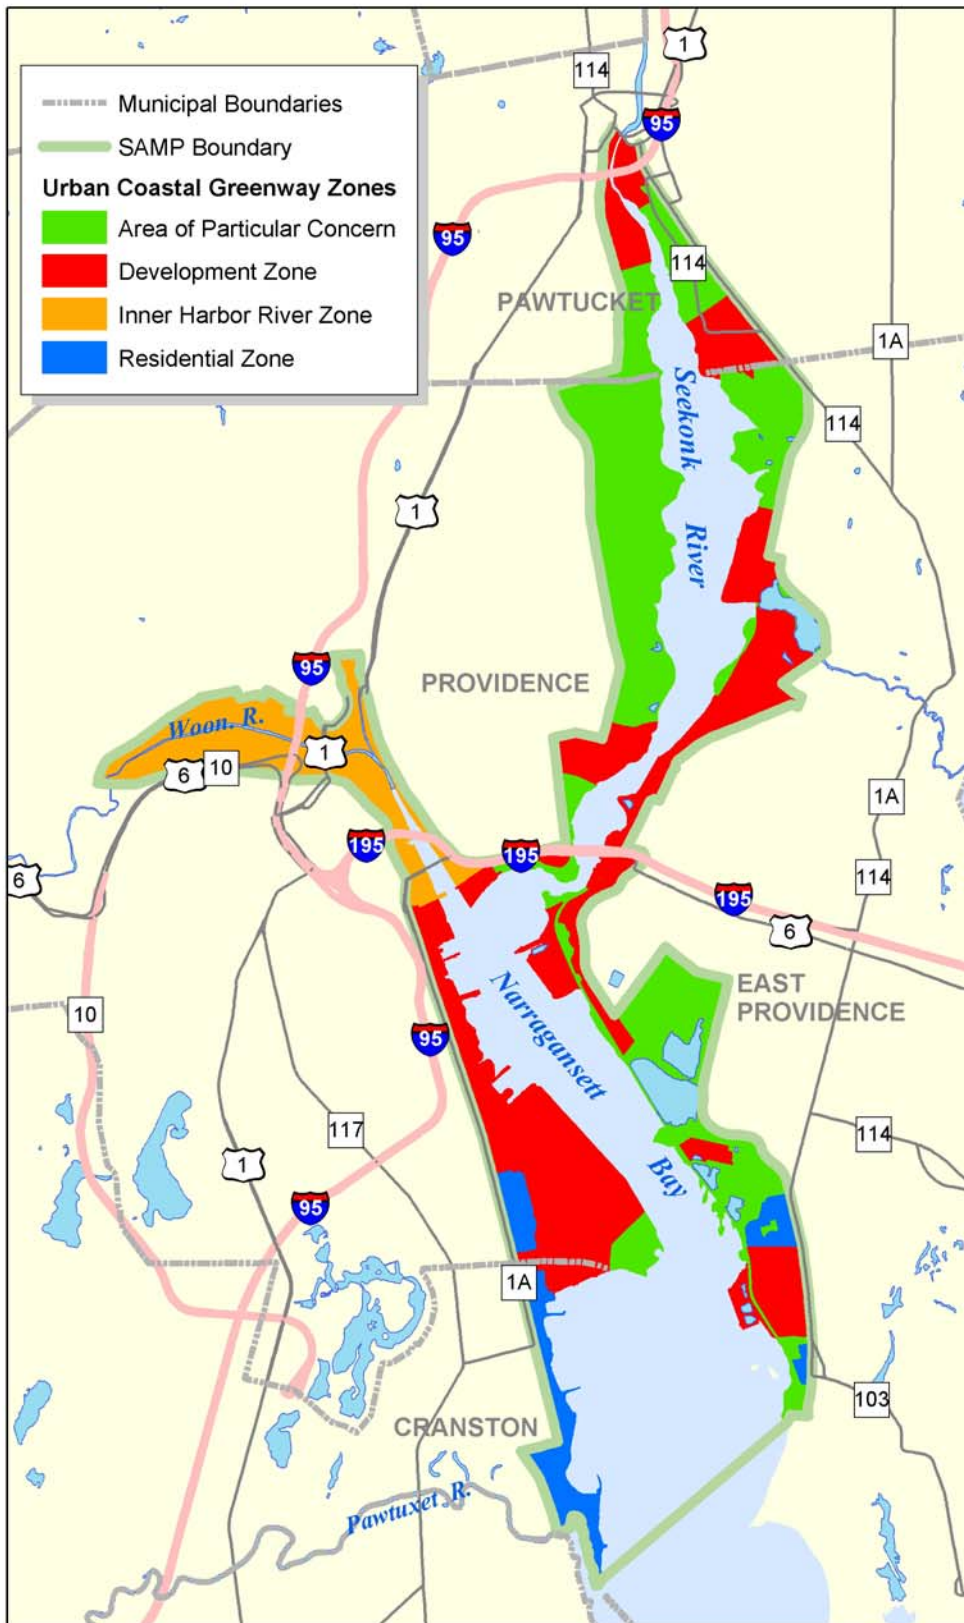 1
114
95
Municipal Boundaries
SAMP Boundary
Urban Coastal Greenway Zones
Area of Particular Concern
Development Zone
Inner Harbor River Zone
Residential Zone
95
114
PAWTUCKET
1A
Seekonk
114
1
River
95
PROVIDENCE
Woon. R.
1
6
10
1A
195
195
6
114
195
6
EAST
PROVIDENCE
Narragansett
10
95
117
114
1
Bay
95
1A
103
CRANSTON
Pawtuxet R.